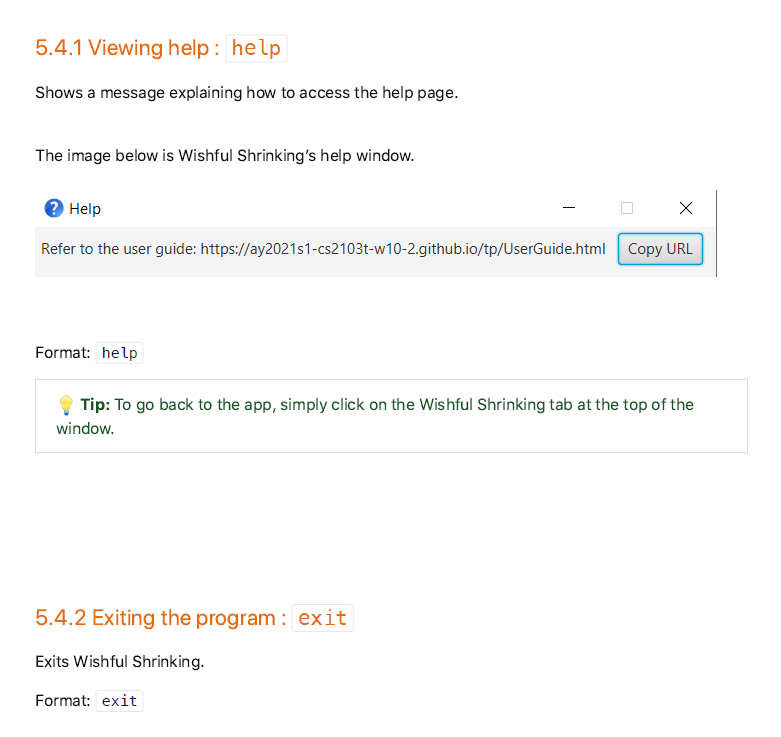 5.4.1 Viewing help : help
Shows a message explaining how to access the help page.
The image below is Wishful Shrinking’s help window.
Help
Refer to the user guide: https://ay2021s1-cs2103t-w10-2.github.io/tp/UserGuide.html Copy URL
Format: help
Tip: To go back to the app, simply click on the Wishful Shrinking tab at the top of the
window.
5.4.2 Exiting the program : exit
Exits Wishful Shrinking.
Format: exit